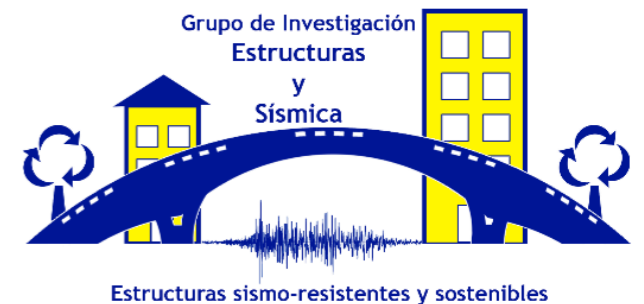 Grupo de Investigación
Estructuras
y
Sísmica
Estructuras sismo-resistentes y sostenibles